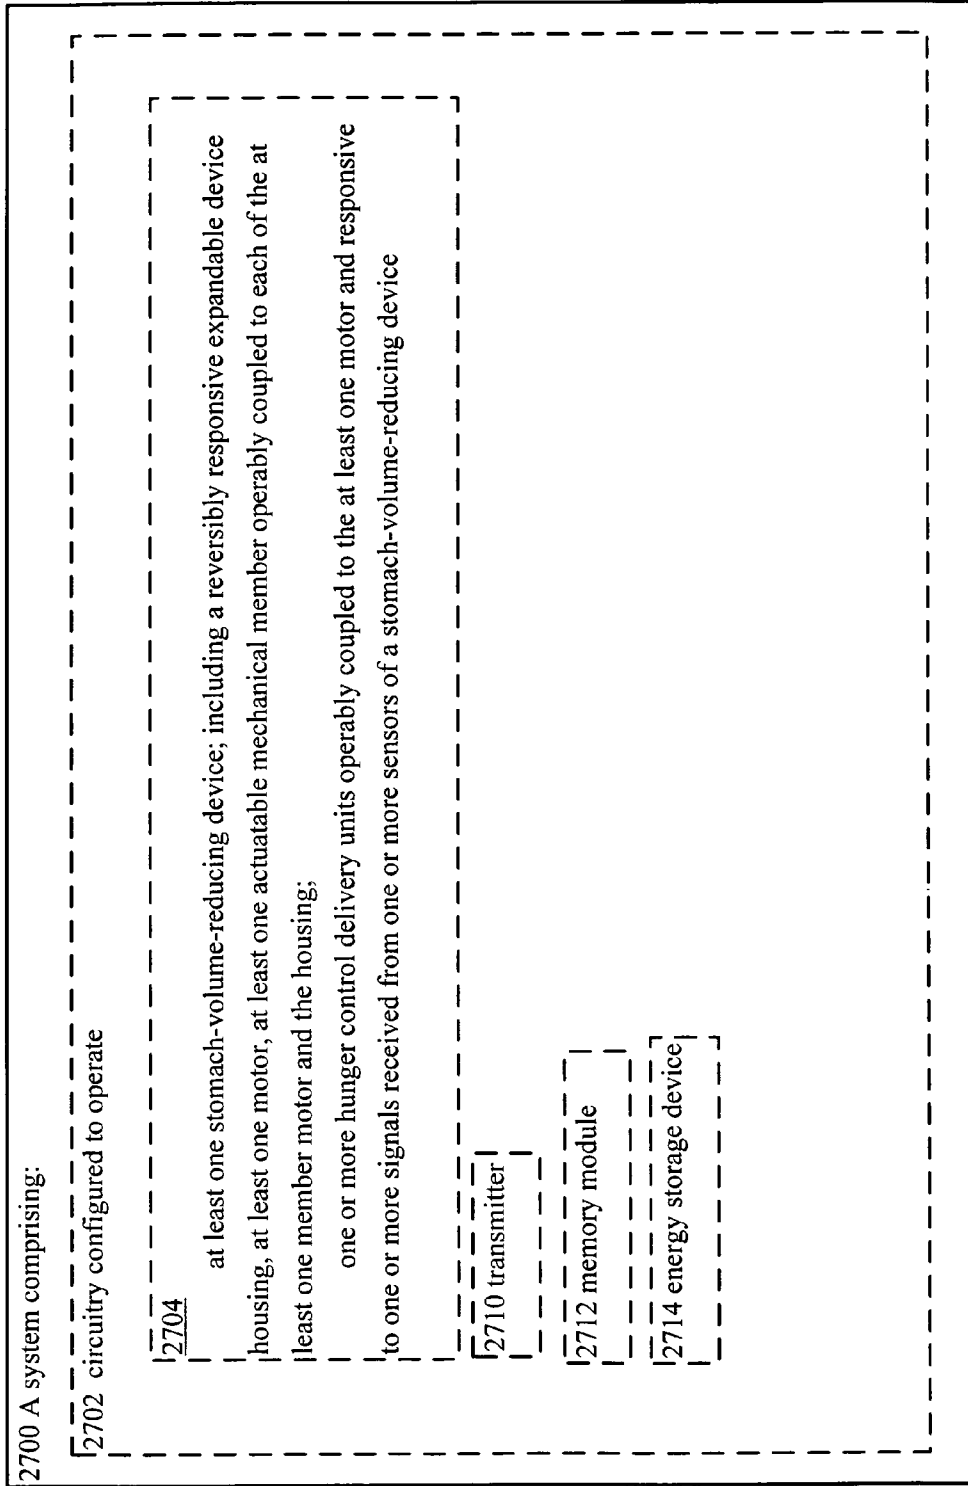 2700 A system comprising:
2702 circuitry configured to operate
2704
at least one stomach-volume-reducing device; including a reversibly responsive expandable device
housing, at least one motor, at least one actuatable mechanical member operably coupled to each of the at
least one member motor and the housing;
one or more hunger control delivery units operably coupled to the at least one motor and responsive
to one or more signals received from one or more sensors of a stomach-volume-reducing device
2710 transmitter
2712 memory module
2714 energy storage device